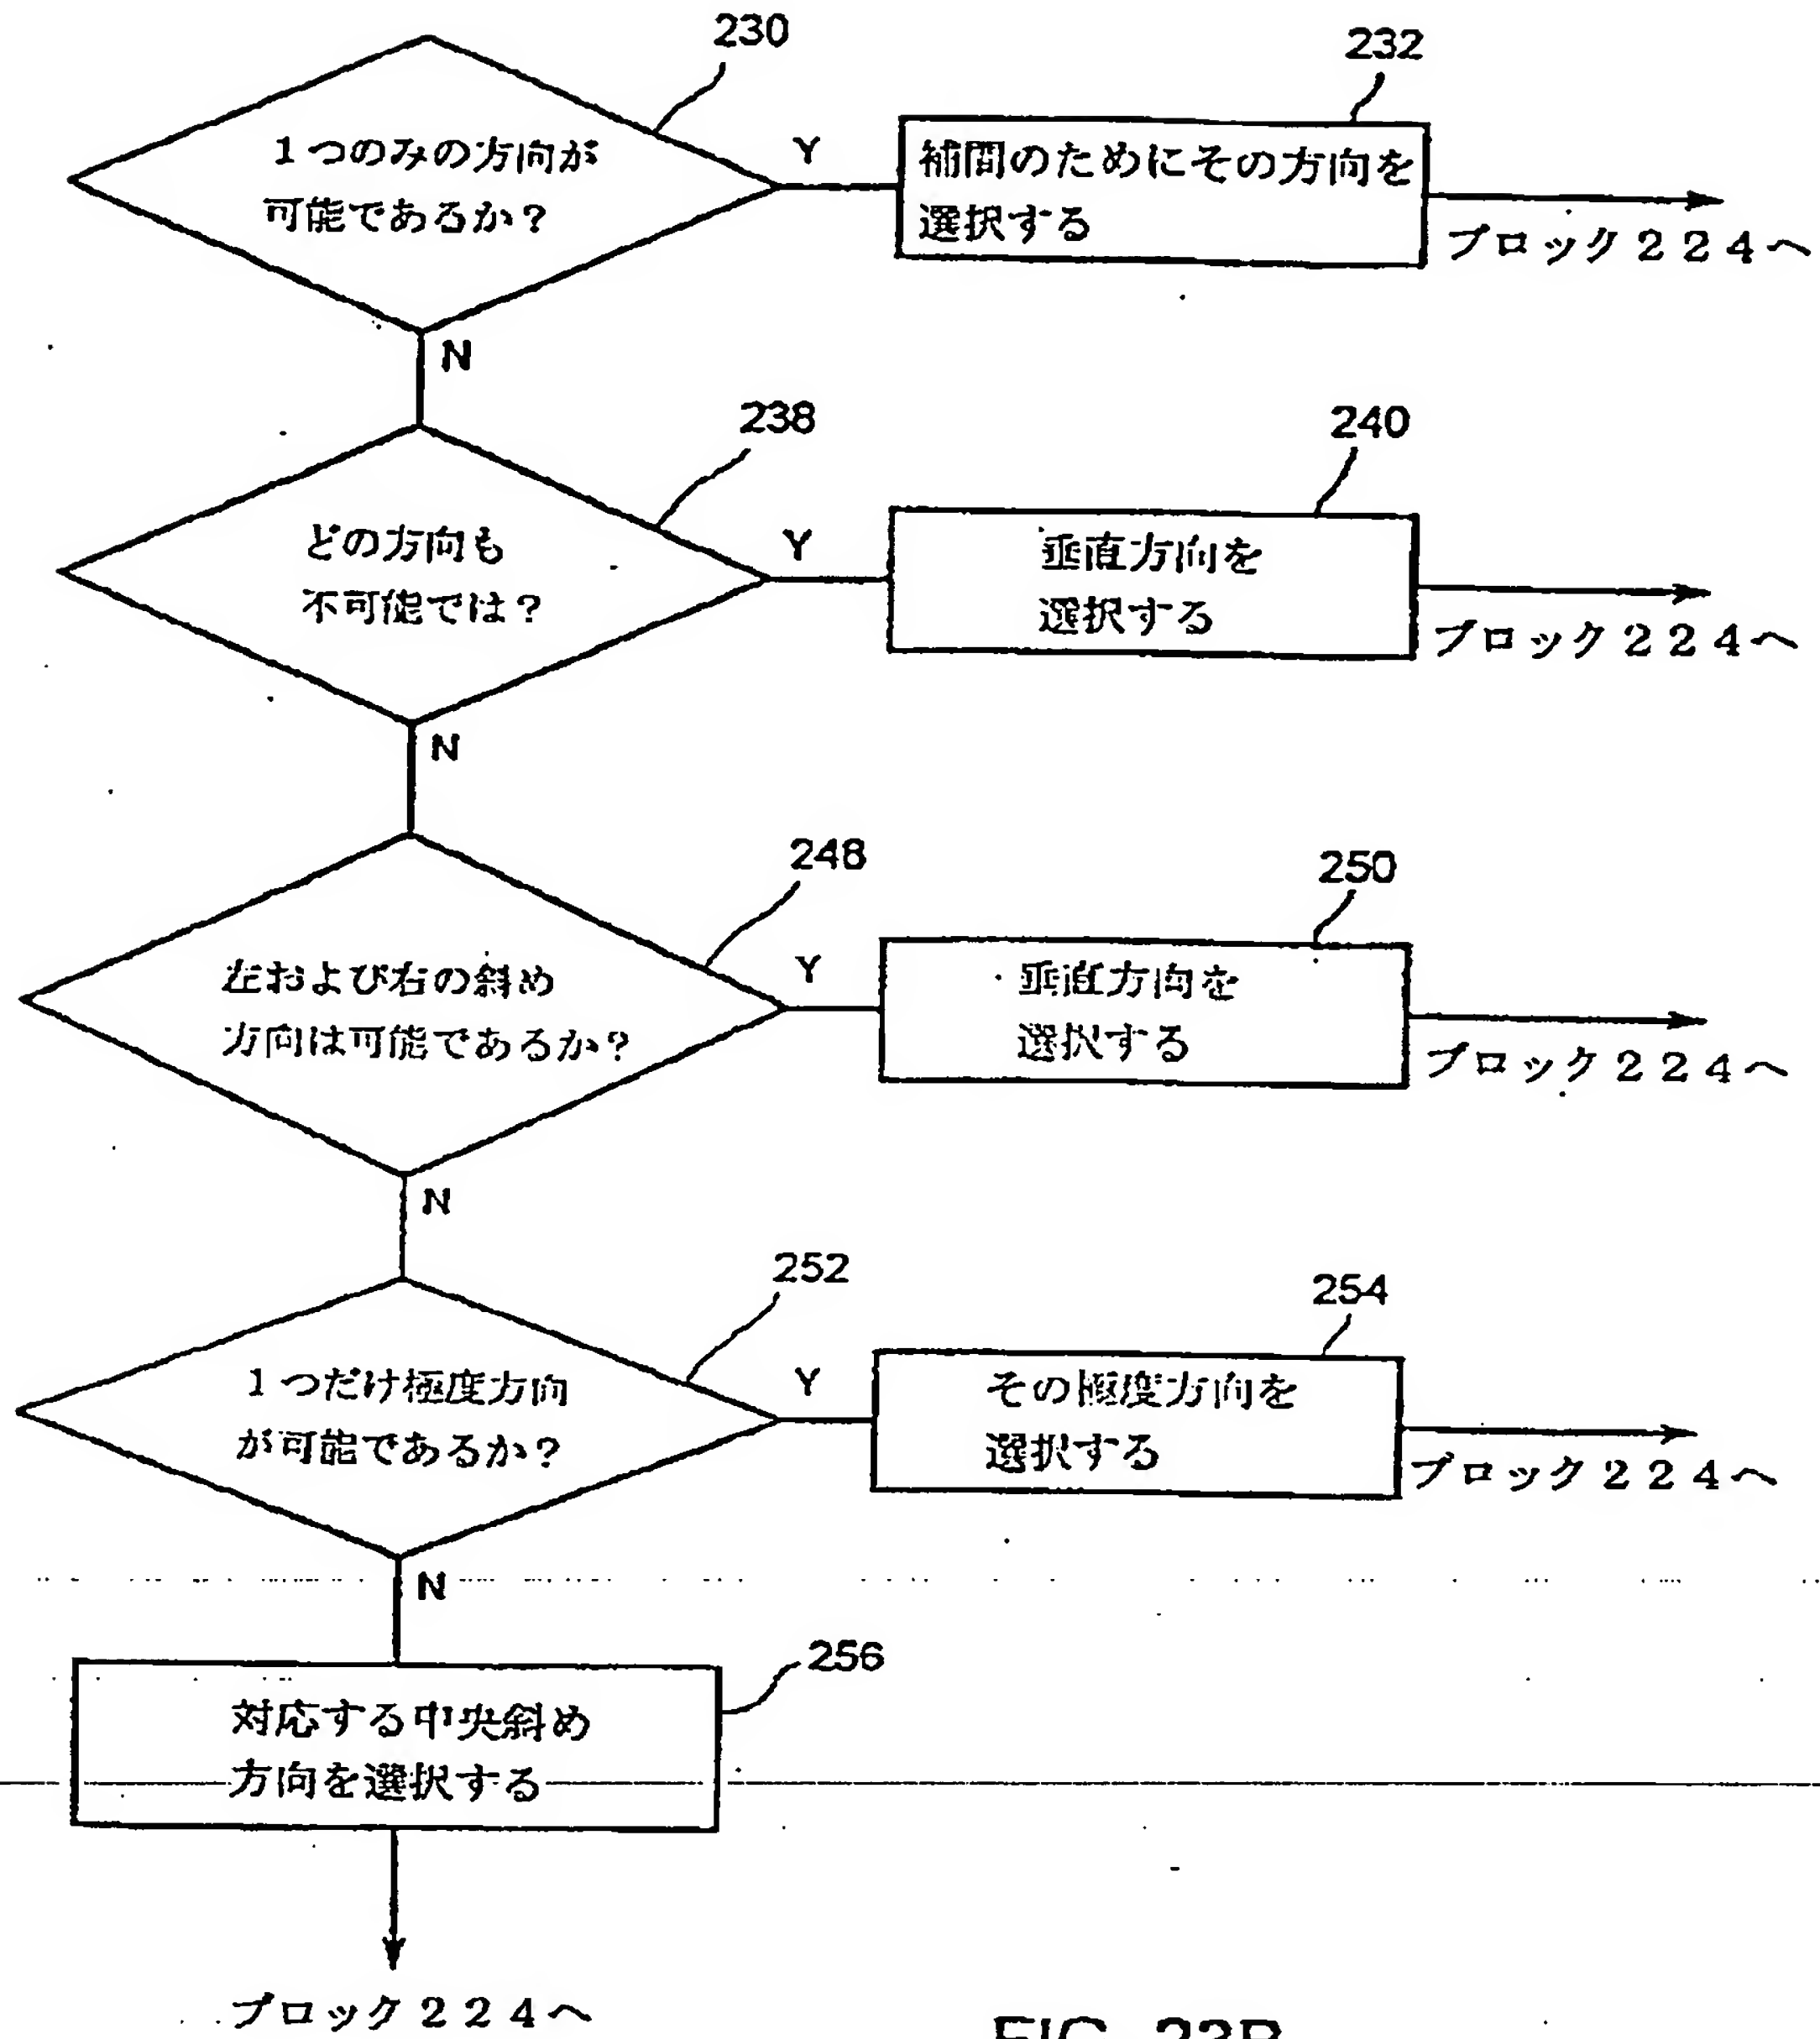 230
1つのみの方向が
可能であるか?
Y
232
補間のためにその方向を
選択する
ブロック224へ
N
238
どの方向も
不可能では?
Y
240
垂直方向を
選択する
ブロック224へ
N
248
左および右の斜め
方向は可能であるか?
Y
250
垂直方向を
選択する
ブロック224へ
N
252
1つだけ極度方向
が可能であるか?
Y
254
その極度方向を
選択する
ブロック224へ
N
256
対応する中央斜め
方向を選択する
ブロック224へ
FIG. 23B